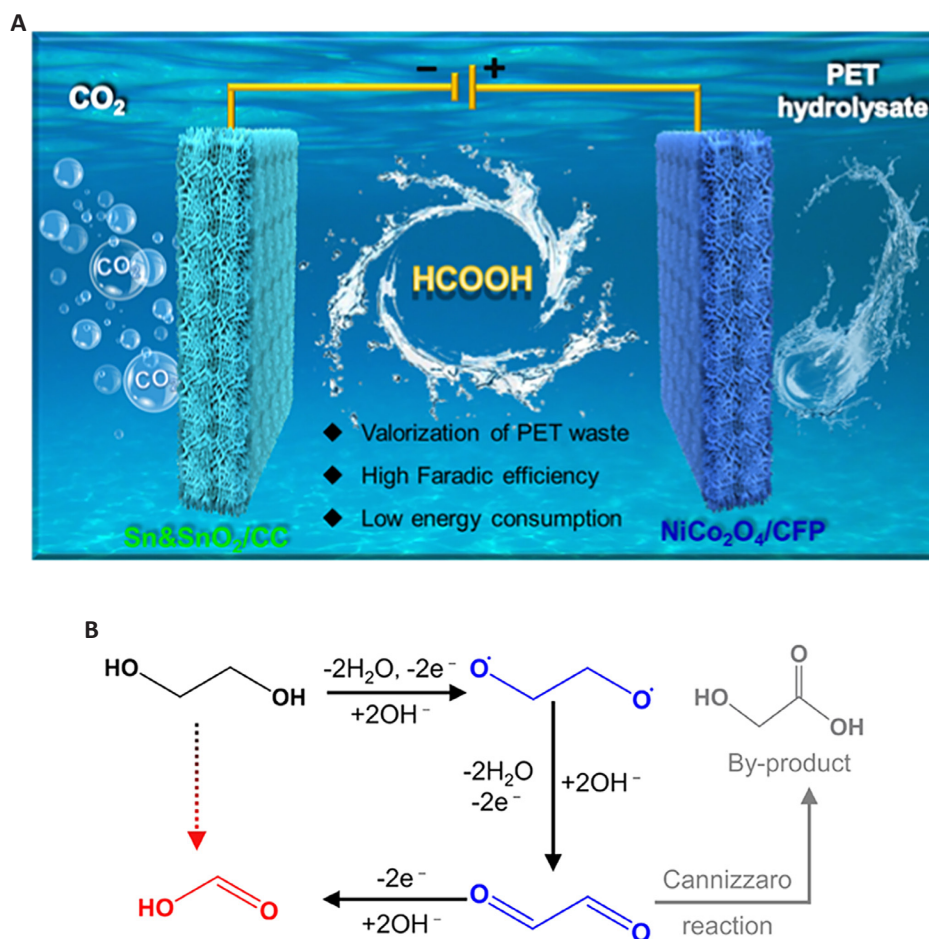 A
− +
CO₂
PET
hydrolysate
CO
CO
HCOOH
◆ Valorization of PET waste
◆ High Faradic efficiency
◆ Low energy consumption
Sn&SnO₂/CC
NiCo₂O₄/CFP
B
HO
OH
-2H₂O, -2e⁻
+2OH⁻
O·
O·
O
HO
OH
By-product
-2H₂O
-2e⁻
+2OH⁻
HO
O
-2e⁻
+2OH⁻
O
O
Cannizzaro
reaction